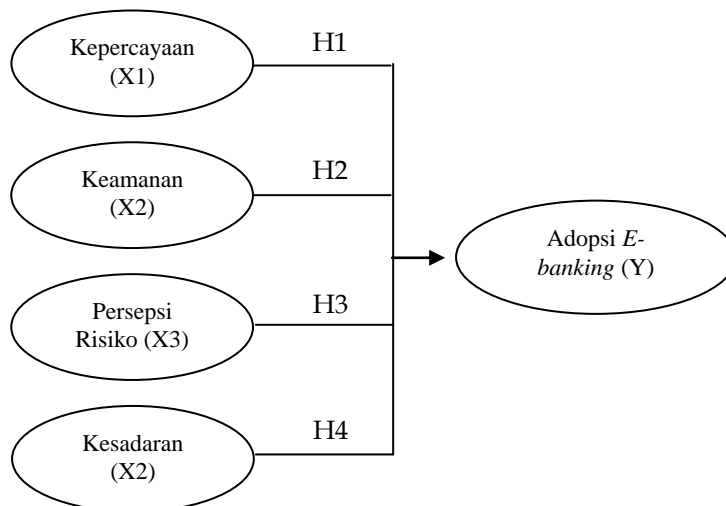 Kepercayaan
(X1)
H1
Keamanan
(X2)
H2
Persepsi
Risiko (X3)
H3
Kesadaran
(X2)
H4
Adopsi E-
banking (Y)